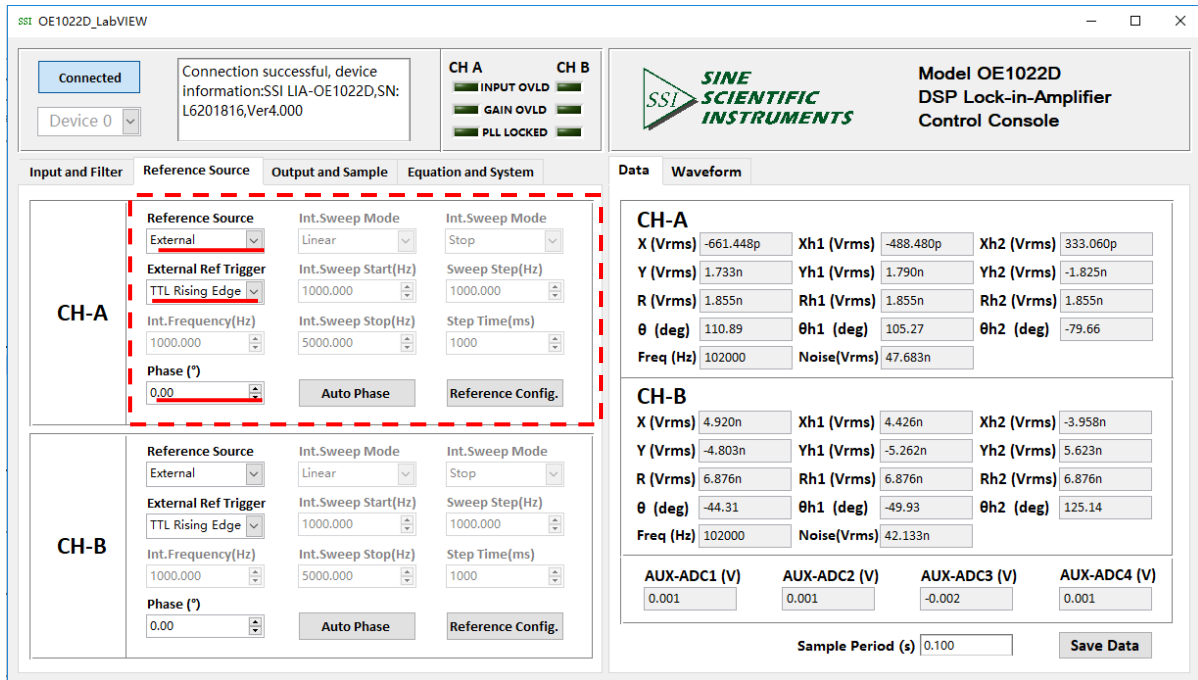 SSI OE1022D_LabVIEW
Connected
Device 0
Connection successful, device
information:SSI LIA-OE1022D,SN:
L6201816,Ver4.000
CH A CH B
INPUT OVLD
GAIN OVLD
PLL LOCKED
SSI
SINE
SCIENTIFIC
INSTRUMENTS
Model OE1022D
DSP Lock-in-Amplifier
Control Console
Input and Filter Reference Source Output and Sample Equation and System
CH-A
Reference Source Int.Sweep Mode Int.Sweep Mode
External Linear Stop
External Ref Trigger Int.Sweep Start(Hz) Sweep Step(Hz)
TTL Rising Edge 1000.000 1000.000
Int.Frequency(Hz) Int.Sweep Stop(Hz) Step Time(ms)
1000.000 5000.000 1000
Phase (°)
0.00 Auto Phase Reference Config.
CH-B
Reference Source Int.Sweep Mode Int.Sweep Mode
External Linear Stop
External Ref Trigger Int.Sweep Start(Hz) Sweep Step(Hz)
TTL Rising Edge 1000.000 1000.000
Int.Frequency(Hz) Int.Sweep Stop(Hz) Step Time(ms)
1000.000 5000.000 1000
Phase (°)
0.00 Auto Phase Reference Config.
Data Waveform
CH-A
X (Vrms) -661.448p Xh1 (Vrms) -488.480p Xh2 (Vrms) 333.060p
Y (Vrms) 1.733n Yh1 (Vrms) 1.790n Yh2 (Vrms) -1.825n
R (Vrms) 1.855n Rh1 (Vrms) 1.855n Rh2 (Vrms) 1.855n
θ (deg) 110.89 θh1 (deg) 105.27 θh2 (deg) -79.66
Freq (Hz) 102000 Noise(Vrms) 47.683n
CH-B
X (Vrms) 4.920n Xh1 (Vrms) 4.426n Xh2 (Vrms) -3.958n
Y (Vrms) -4.803n Yh1 (Vrms) -5.262n Yh2 (Vrms) 5.623n
R (Vrms) 6.876n Rh1 (Vrms) 6.876n Rh2 (Vrms) 6.876n
θ (deg) -44.31 θh1 (deg) -49.93 θh2 (deg) 125.14
Freq (Hz) 102000 Noise(Vrms) 42.133n
AUX-ADC1 (V) AUX-ADC2 (V) AUX-ADC3 (V) AUX-ADC4 (V)
0.001 0.001 -0.002 0.001
Sample Period (s) 0.100 Save Data